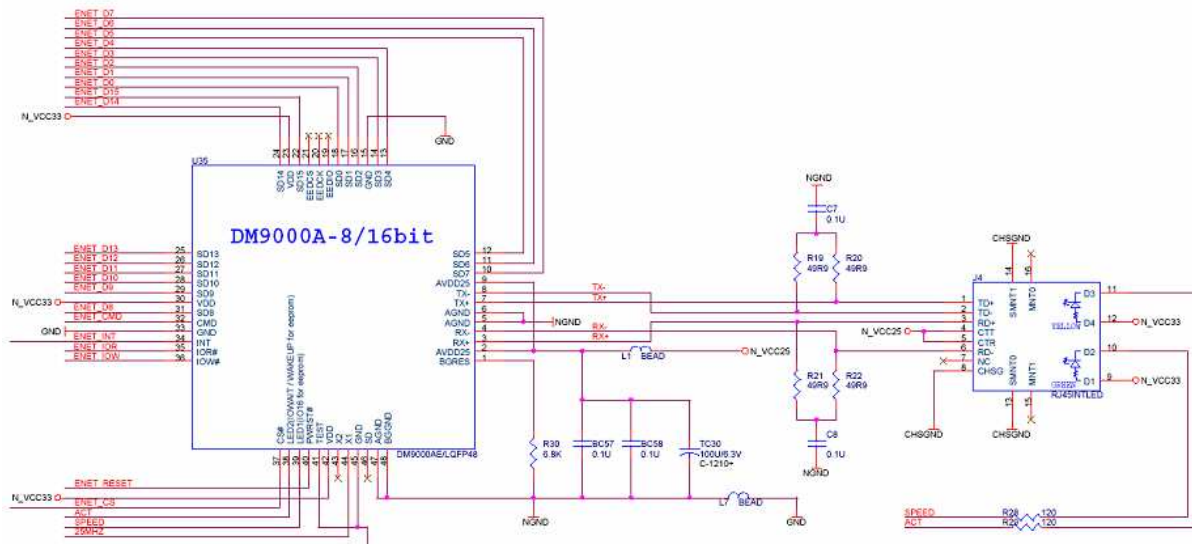 ENET_D7
ENET_D6
ENET_D5
ENET_D4
ENET_D3
ENET_D2
ENET_D1
ENET_D0
ENET_D15
ENET_D14
N_VCC33
GND
U35
24 23 22 21 20 19 18 17 16 15 14 13
SD14 VDD SD15 EEDCS EEDCK EEDIO SD0 SD1 SD2 GND SD3 SD4
DM9000A-8/16bit
ENET_D13 25 SD13
ENET_D12 26 SD12
ENET_D11 27 SD11
ENET_D10 28 SD10
ENET_D9 29 SD9
N_VCC33 30 VDD
ENET_D8 31 SD8
ENET_CMD 32 CMD
GND 33 GND
ENET_INT 34 INT
ENET_IOR 35 IOR#
ENET_IOW 36 IOW#
SD5 12
SD6 11
SD7 10
AVDD25 9
TX- 8
TX+ 7
AGND 6
AGND 5
RX- 4
RX+ 3
AVDD25 2
BGRES 1
TX-
TX+
NGND
RX-
RX+
L1 BEAD
N_VCC25
CS# LED2(IOWAIT / WAKEUP for eeprom) LED1(IO16 for eeprom) PWRST# TEST VDD X2 X1 GND SD AGND BGGND
37 38 39 40 41 42 43 44 45 46 47 48
DM9000AE/LQFP48
ENET_RESET
N_VCC33
ENET_CS
ACT
SPEED
25MHZ
R30
6.8K
BC57
0.1U
BC58
0.1U
TC30
100U/6.3V
C-1210+
NGND
L7 BEAD
GND
NGND
C7
0.1U
R19
49R9
R20
49R9
N_VCC25
R21
49R9
R22
49R9
C8
0.1U
NGND
CHSGND
14 16
J4
SMNT1 MNT0
1 TD+
2 TD-
3 RD+
4 CTT
5 CTR
6 RD-
7 NC
8 CHSG
D3 11
YELLOW
D4 12 N_VCC33
D2 10
GREEN
D1 9 N_VCC33
SMNT0 MNT1
RJ45INTLED
13 15
CHSGND
CHSGND
SPEED R28 120
ACT 120